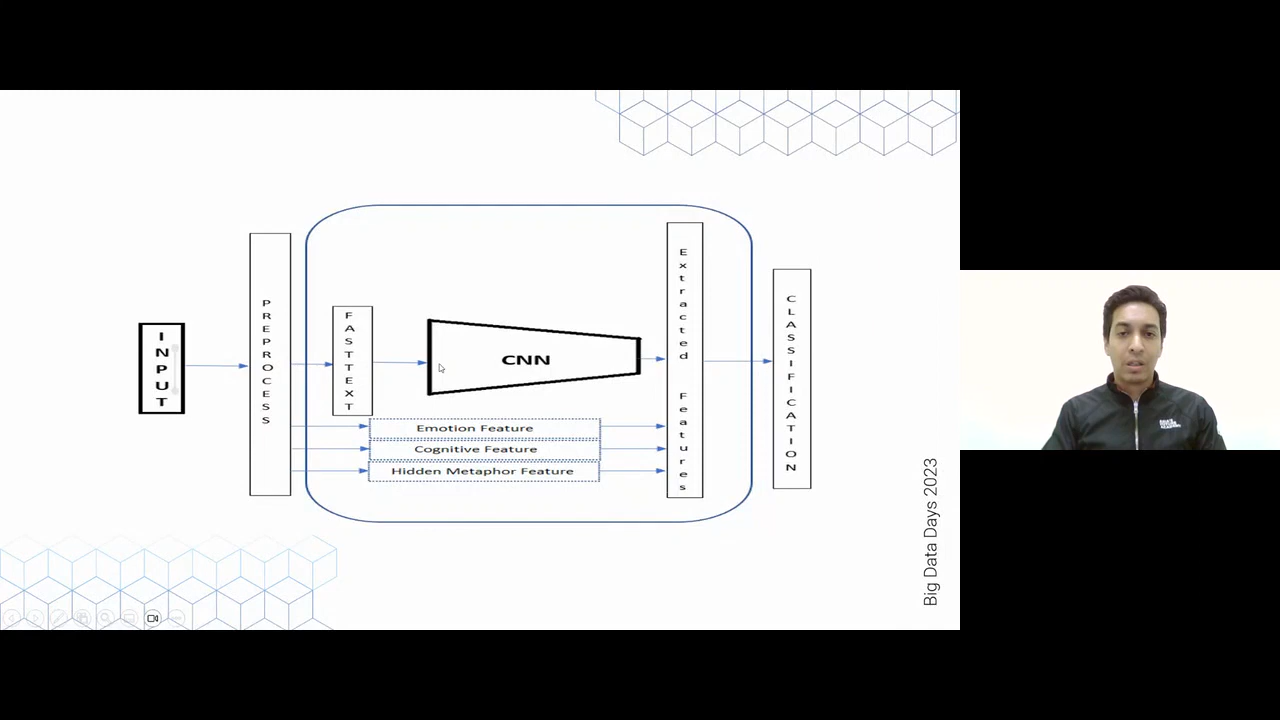 INPUT
PREPROCESS
FASTTEXT
CNN
Emotion Feature
Cognitive Feature
Hidden Metaphor Feature
Extracted Features
CLASSIFICATION
Big Data Days 2023